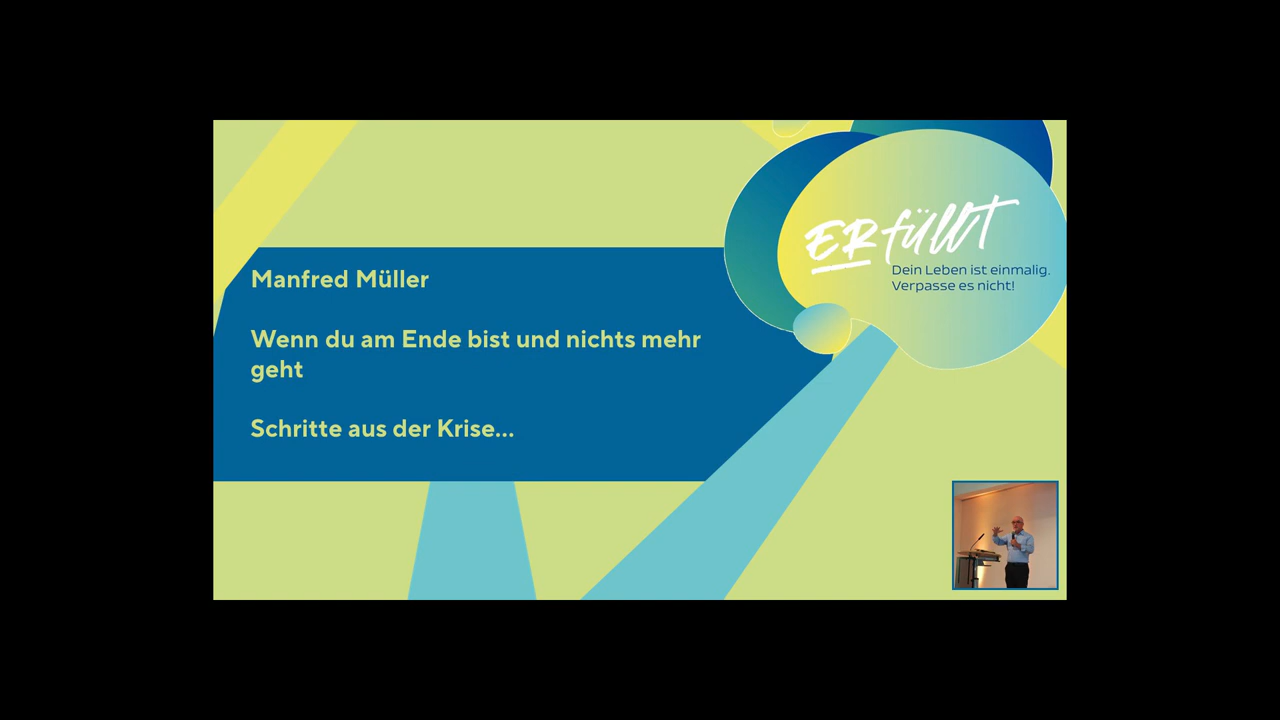 Manfred Müller
Wenn du am Ende bist und nichts mehr
geht
Schritte aus der Krise...
ERfüllt
Dein Leben ist einmalig.
Verpasse es nicht!